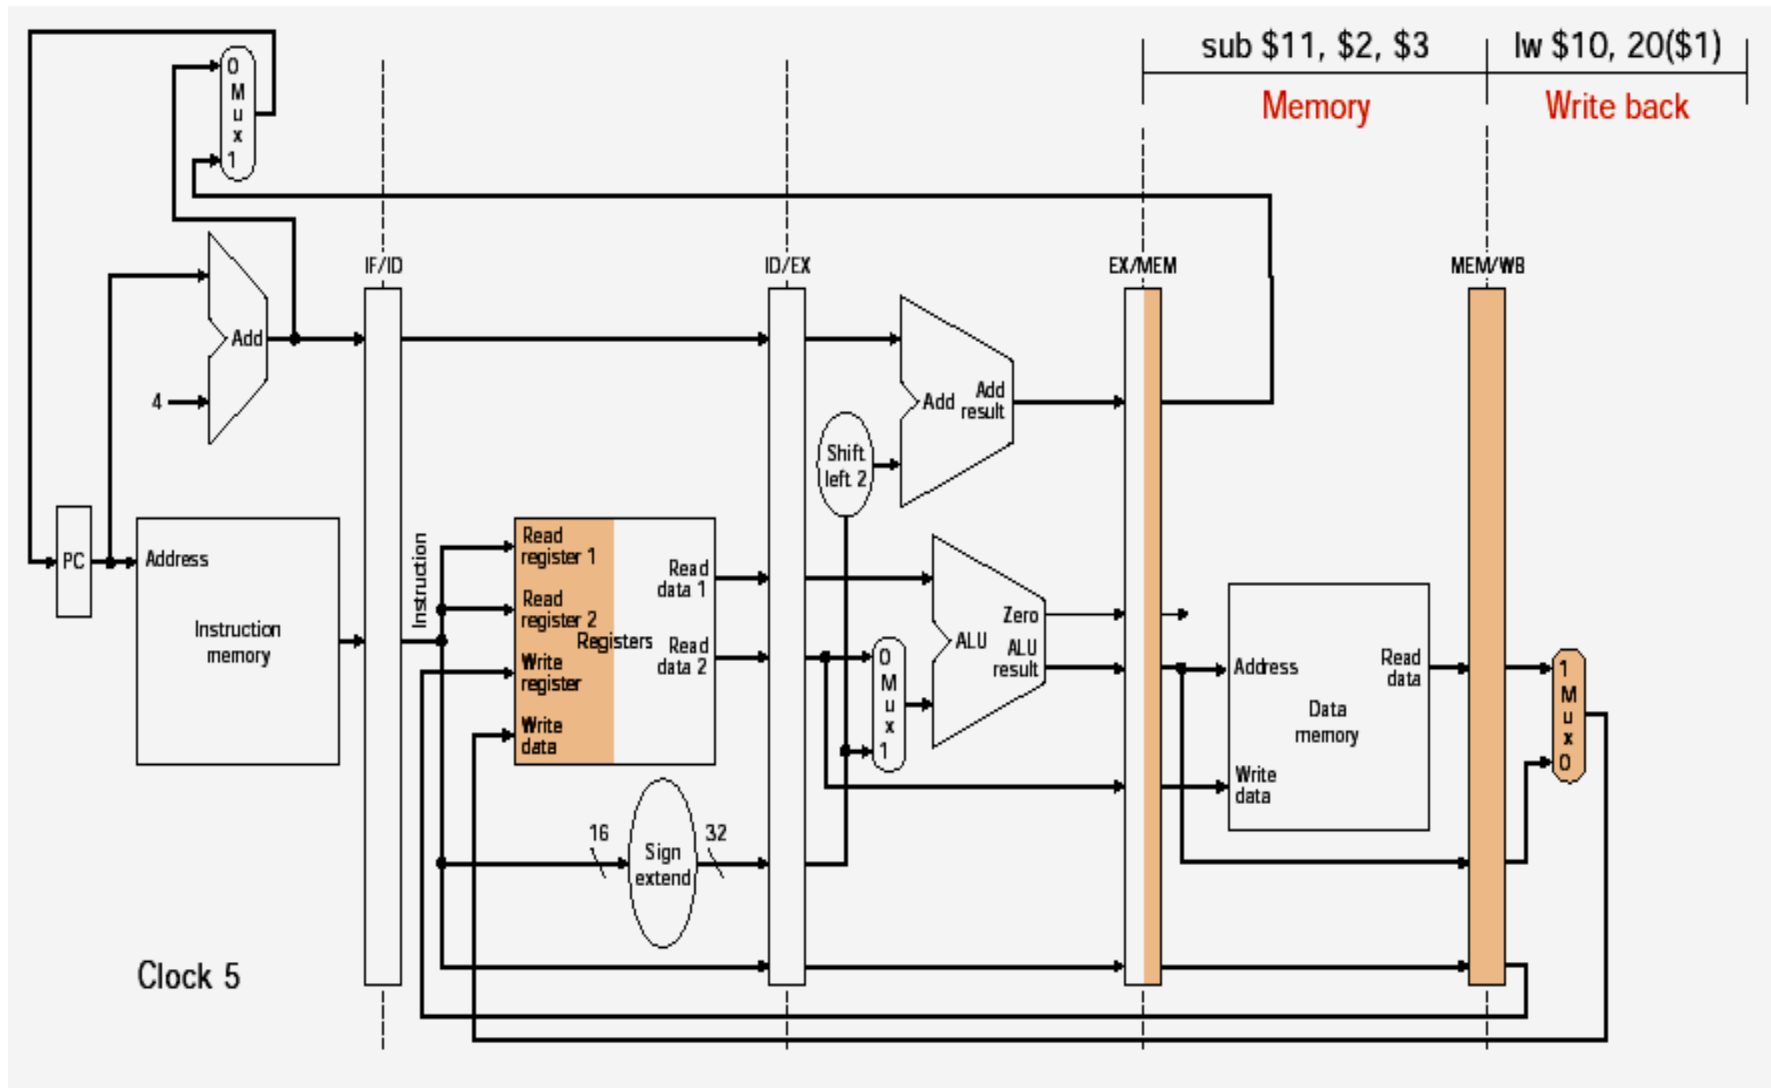 sub $11, $2, $3
lw $10, 20($1)
Memory
Write back
0
M
u
x
1
IF/ID
ID/EX
EX/MEM
MEM/WB
Add
4
Add
Add
result
Shift
left 2
PC
Address
Instruction
memory
Instruction
Read
register 1
Read
register 2
Registers
Write
register
Write
data
Read
data 1
Read
data 2
0
M
u
x
1
Zero
ALU
ALU
result
Address
Read
data
Data
memory
Write
data
1
M
u
x
0
16
Sign
extend
32
Clock 5